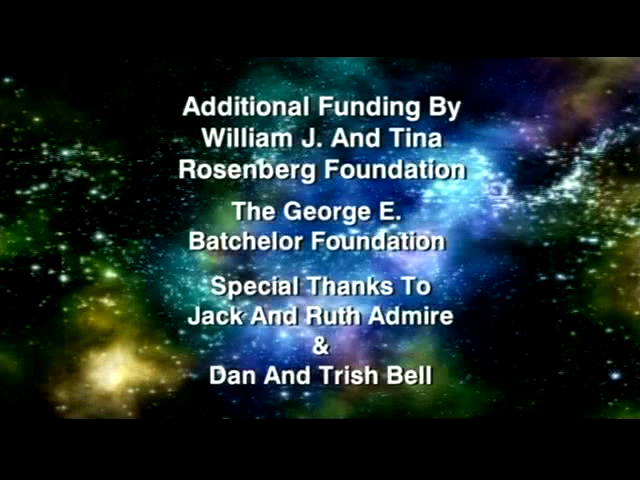 Additional Funding By
William J. And Tina
Rosenberg Foundation
The George E.
Batchelor Foundation
Special Thanks To
Jack And Ruth Admire
&
Dan And Trish Bell